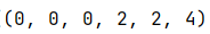 (0, 0, 0, 2, 2, 4)